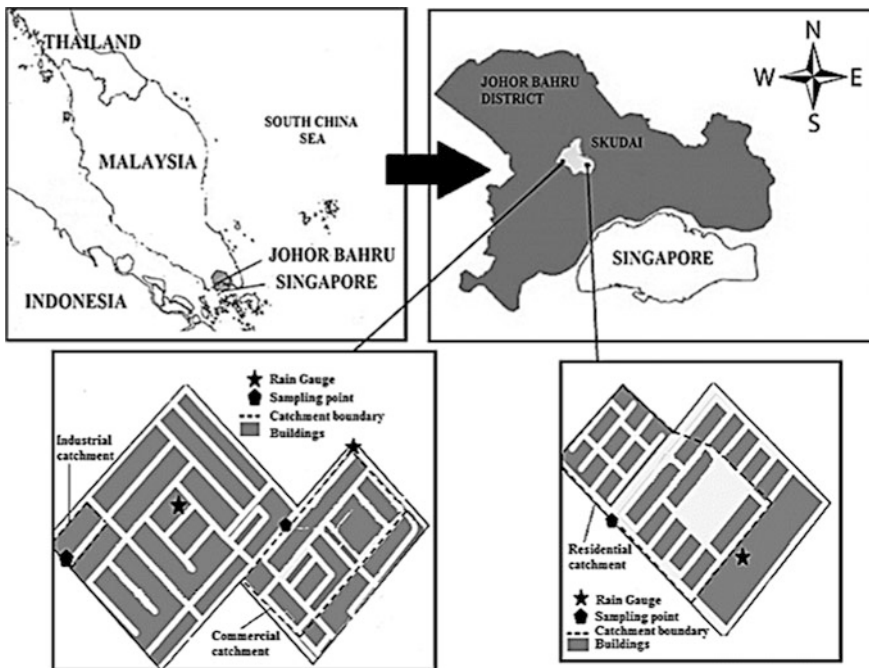 THAILAND
MALAYSIA
SOUTH CHINA
SEA
JOHOR BAHRU
SINGAPORE
INDONESIA
JOHOR BAHRU
DISTRICT
SKUDAI
SINGAPORE
N
W
E
S
Rain Gauge
Sampling point
Catchment boundary
Buildings
Industrial
catchment
Commercial
catchment
Residential
catchment
Rain Gauge
Sampling point
Catchment boundary
Buildings